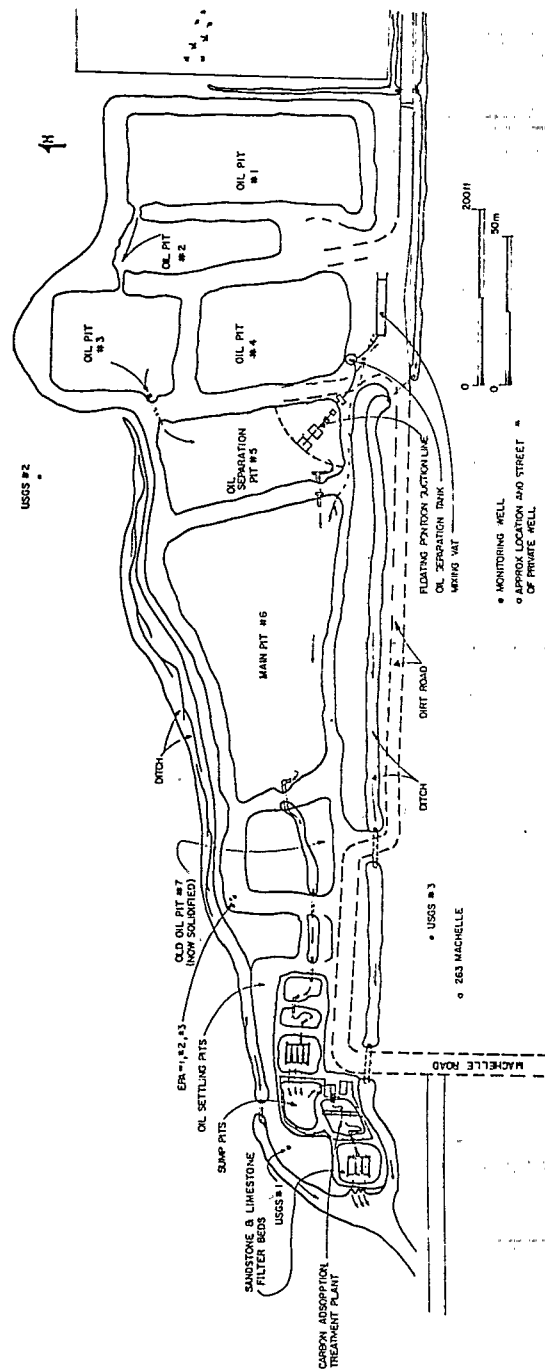 N
OIL PIT
#1
OIL PIT
#2
OIL PIT
#3
OIL PIT
#4
OIL
SEPARATION
PIT #5
MAIN PIT #6
USGS #2
DITCH
OLD OIL PIT #7
(NOW SOLIDIFIED)
EPA #1, #2, #3
OIL SETTLING PITS
SUMP PITS
USGS #1
SANDSTONE & LIMESTONE
FILTER BEDS
CARBON ADSORPTION
TREATMENT PLANT
MACHELLE ROAD
263 MACHELLE
USGS #3
DITCH
DIRT ROAD
FLOATING PONTOON SUCTION LINE
OIL SEPARATION TANK
MIXING VAT
MONITORING WELL
APPROX LOCATION AND STREET #
OF PRIVATE WELL
0 200 ft
0 50 m